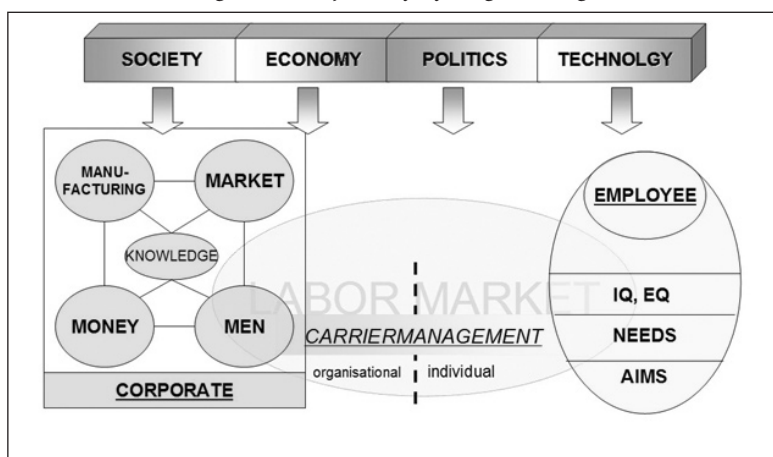 SOCIETY ECONOMY POLITICS TECHNOLGY
MANU-
FACTURING
MARKET
KNOWLEDGE
MONEY
MEN
CORPORATE
LABOR MARKET
CARRIERMANAGEMENT
organisational individual
EMPLOYEE
IQ, EQ
NEEDS
AIMS